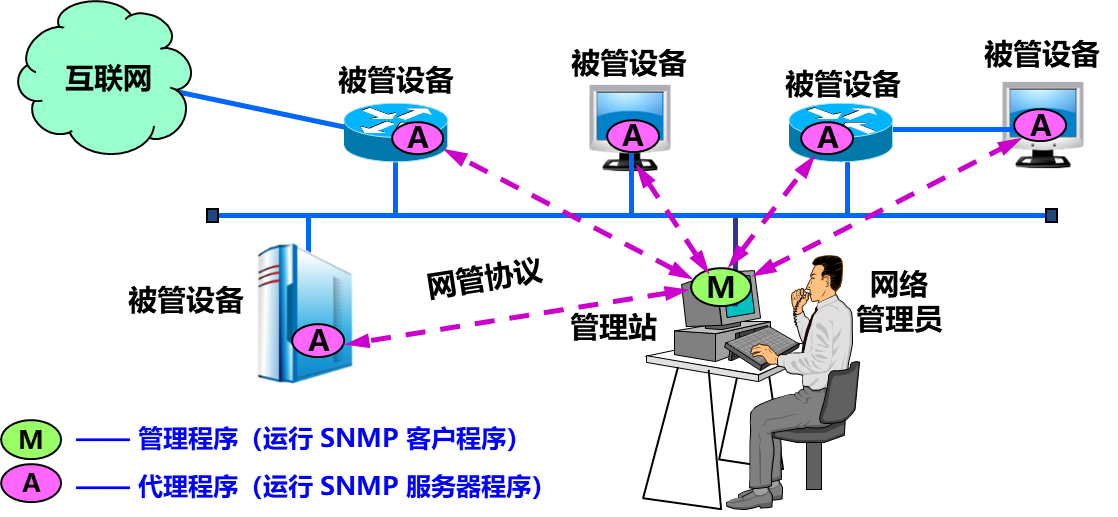 互联网
被管设备
被管设备
被管设备
被管设备
A
A
A
A
被管设备
A
网管协议
M
管理站
网络
管理员
M —— 管理程序（运行 SNMP 客户程序）
A —— 代理程序（运行 SNMP 服务器程序）